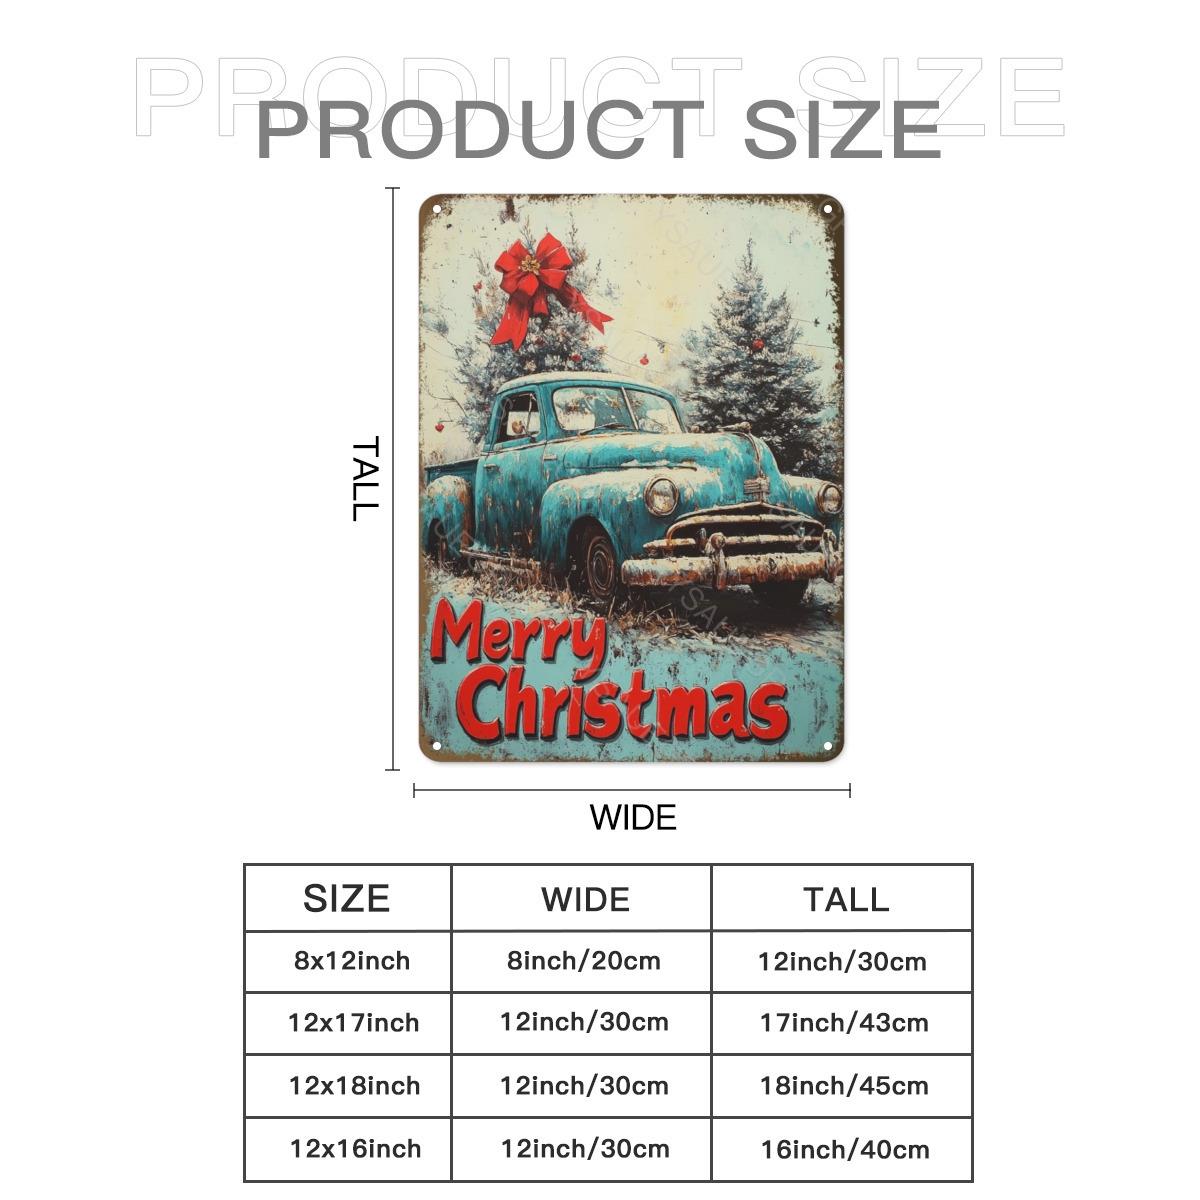 PRODUCT SIZE
PRODUCT SIZE
TALL
Merry
Christmas
WIDE
SIZE WIDE TALL
8x12inch 8inch/20cm 12inch/30cm
12x17inch 12inch/30cm 17inch/43cm
12x18inch 12inch/30cm 18inch/45cm
12x16inch 12inch/30cm 16inch/40cm